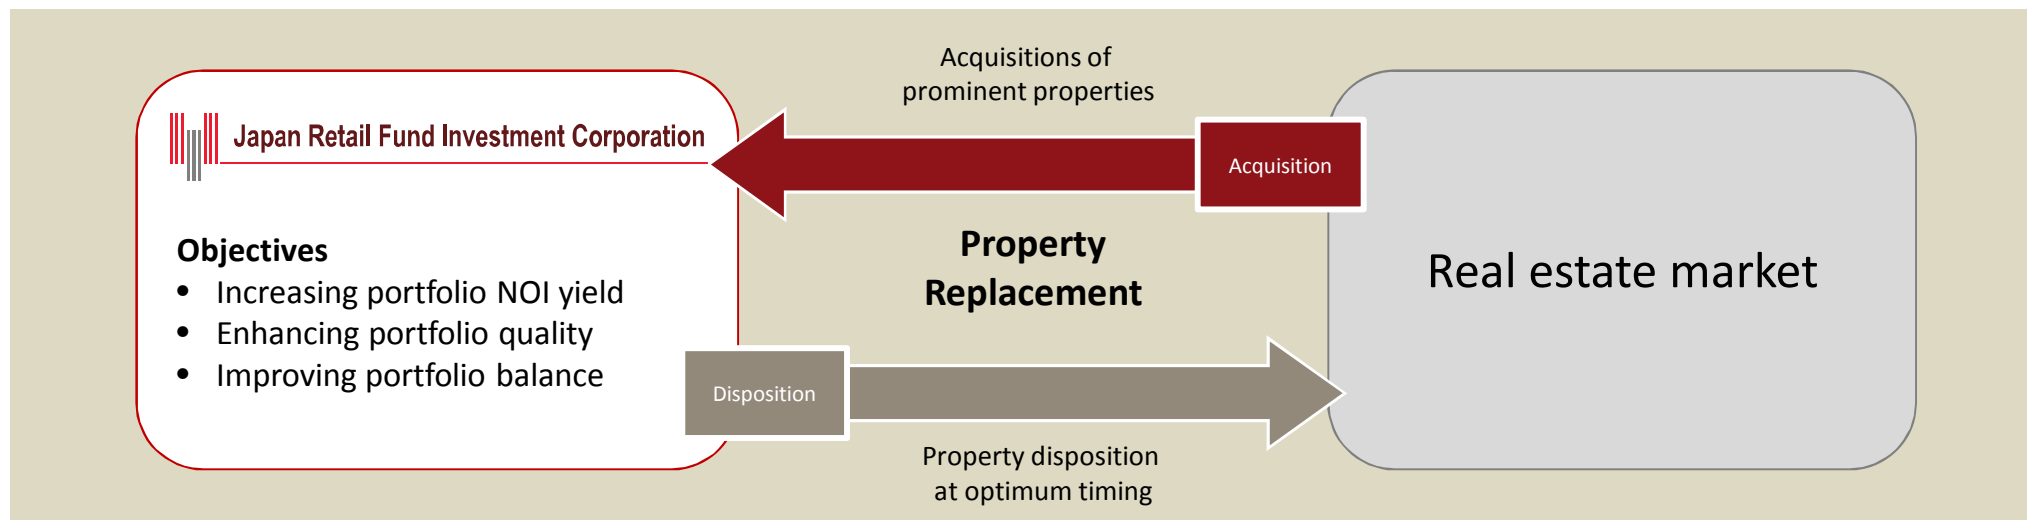 Japan Retail Fund Investment Corporation
Objectives
• Increasing portfolio NOI yield
• Enhancing portfolio quality
• Improving portfolio balance
Acquisitions of
prominent properties
Acquisition
Property
Replacement
Disposition
Property disposition
at optimum timing
Real estate market